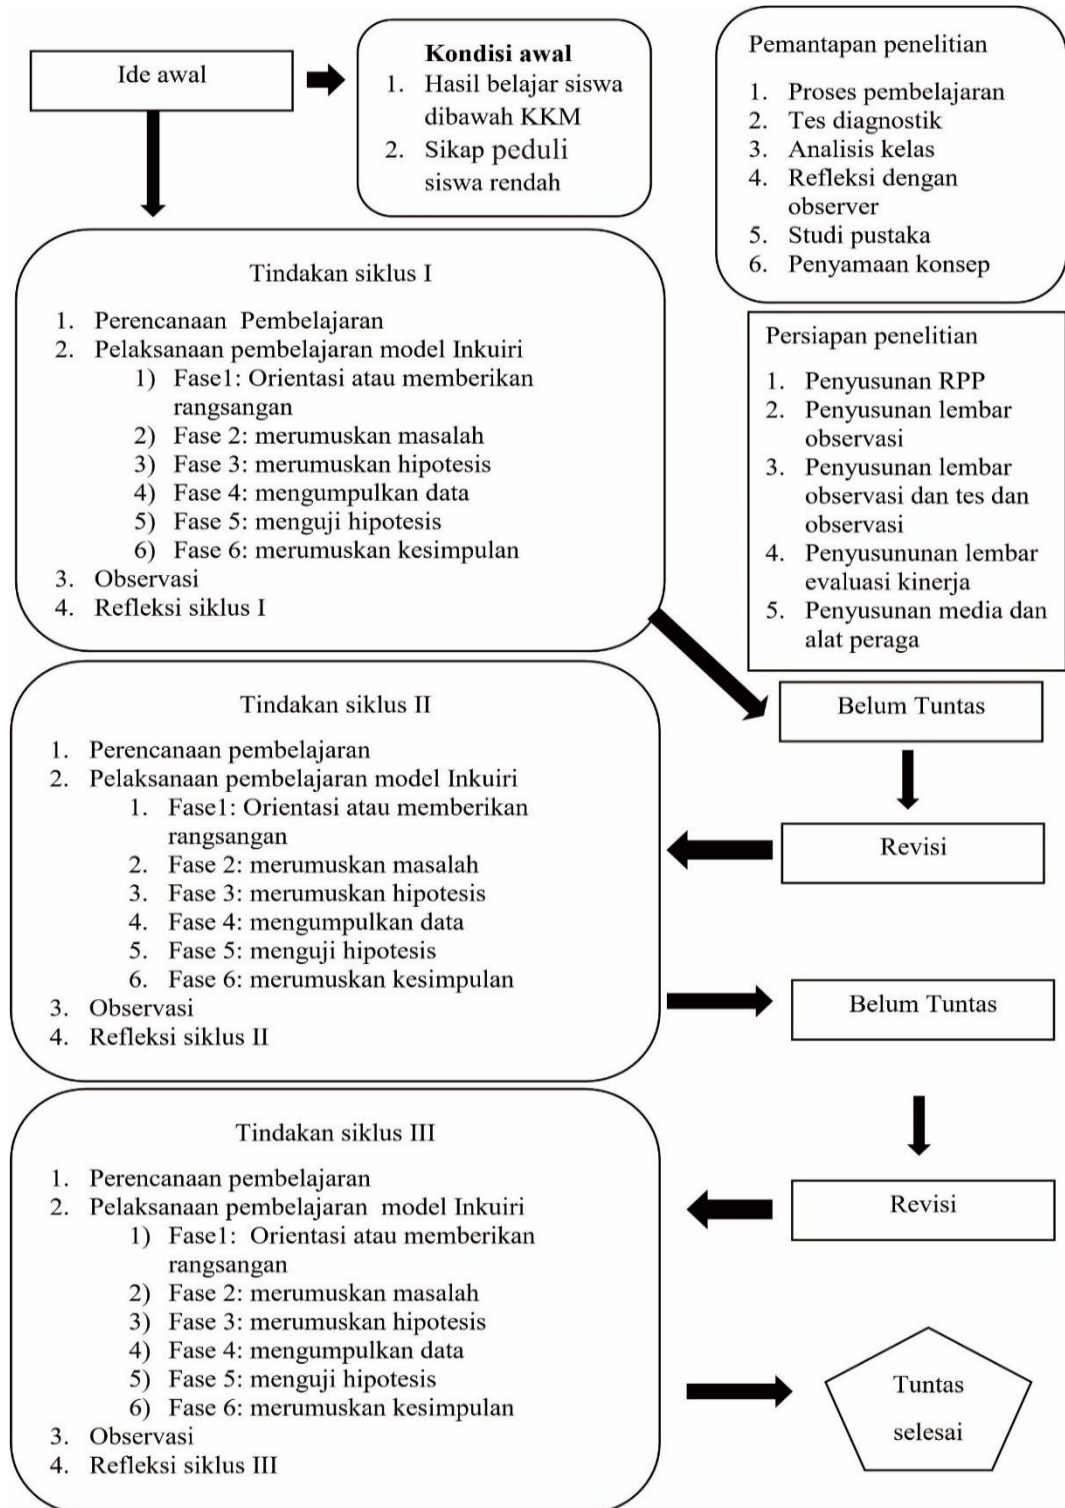 Ide awal
Kondisi awal
1. Hasil belajar siswa
dibawah KKM
2. Sikap peduli
siswa rendah
Pemantapan penelitian
1. Proses pembelajaran
2. Tes diagnostik
3. Analisis kelas
4. Refleksi dengan
observer
5. Studi pustaka
6. Penyamaan konsep
Tindakan siklus I
1. Perencanaan Pembelajaran
2. Pelaksanaan pembelajaran model Inkuiri
1) Fase1: Orientasi atau memberikan
rangsangan
2) Fase 2: merumuskan masalah
3) Fase 3: merumuskan hipotesis
4) Fase 4: mengumpulkan data
5) Fase 5: menguji hipotesis
6) Fase 6: merumuskan kesimpulan
3. Observasi
4. Refleksi siklus I
Persiapan penelitian
1. Penyusunan RPP
2. Penyusunan lembar
observasi
3. Penyusunan lembar
observasi dan tes dan
observasi
4. Penyusununan lembar
evaluasi kinerja
5. Penyusunan media dan
alat peraga
Belum Tuntas
Revisi
Tindakan siklus II
1. Perencanaan pembelajaran
2. Pelaksanaan pembelajaran model Inkuiri
1. Fase1: Orientasi atau memberikan
rangsangan
2. Fase 2: merumuskan masalah
3. Fase 3: merumuskan hipotesis
4. Fase 4: mengumpulkan data
5. Fase 5: menguji hipotesis
6. Fase 6: merumuskan kesimpulan
3. Observasi
4. Refleksi siklus II
Belum Tuntas
Revisi
Tindakan siklus III
1. Perencanaan pembelajaran
2. Pelaksanaan pembelajaran model Inkuiri
1) Fase1: Orientasi atau memberikan
rangsangan
2) Fase 2: merumuskan masalah
3) Fase 3: merumuskan hipotesis
4) Fase 4: mengumpulkan data
5) Fase 5: menguji hipotesis
6) Fase 6: merumuskan kesimpulan
3. Observasi
4. Refleksi siklus III
Tuntas
selesai